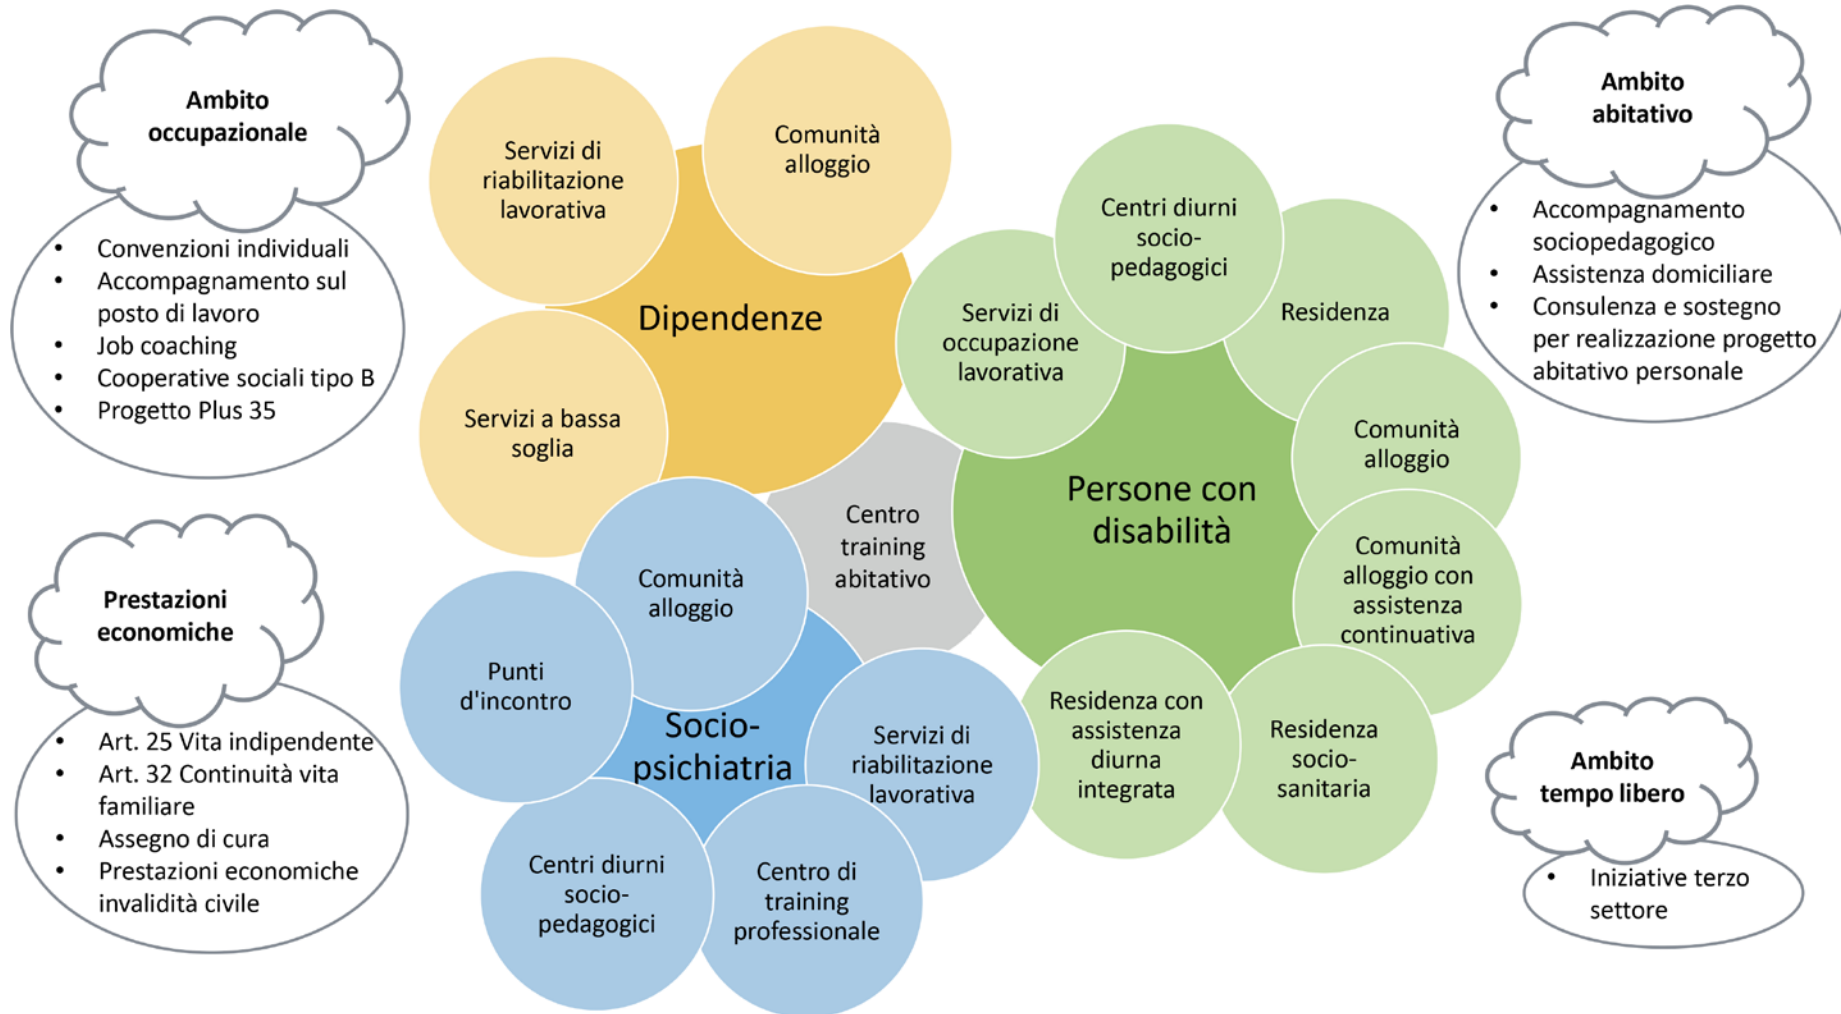 Ambito
occupazionale
• Convenzioni individuali
• Accompagnamento sul
posto di lavoro
• Job coaching
• Cooperative sociali tipo B
• Progetto Plus 35
Prestazioni
economiche
• Art. 25 Vita indipendente
• Art. 32 Continuità vita
familiare
• Assegno di cura
• Prestazioni economiche
invalidità civile
Dipendenze
Servizi di
riabilitazione
lavorativa
Comunità
alloggio
Servizi a bassa
soglia
Centro
training
abitativo
Socio-
psichiatria
Comunità
alloggio
Punti
d'incontro
Servizi di
riabilitazione
lavorativa
Centri diurni
socio-
pedagogici
Centro di
training
professionale
Persone con
disabilità
Servizi di
occupazione
lavorativa
Centri diurni
socio-
pedagogici
Residenza
Comunità
alloggio
Comunità
alloggio con
assistenza
continuativa
Residenza
socio-
sanitaria
Residenza con
assistenza
diurna
integrata
Ambito
abitativo
• Accompagnamento
sociopedagogico
• Assistenza domiciliare
• Consulenza e sostegno
per realizzazione progetto
abitativo personale
Ambito
tempo libero
• Iniziative terzo
settore